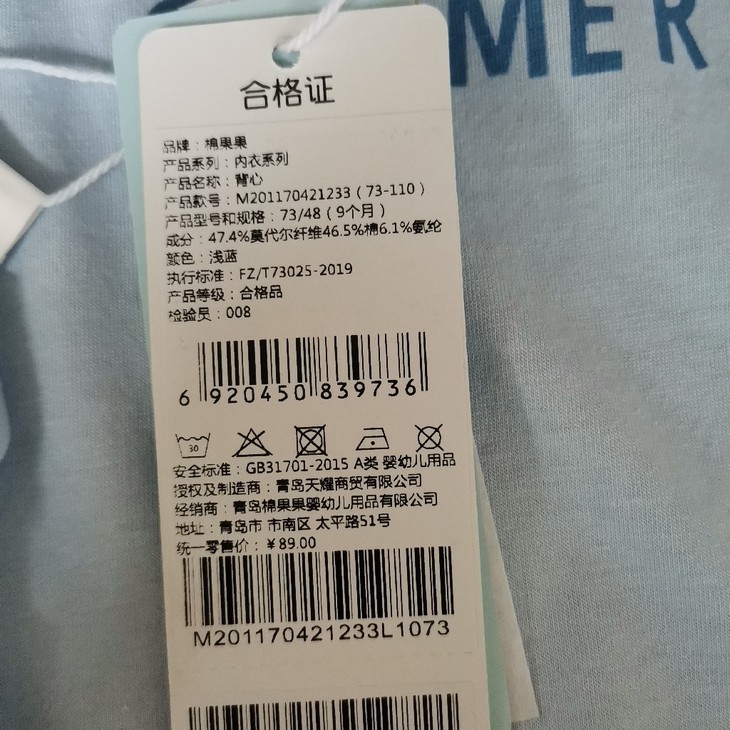 MER
合格证
品牌：棉果果
产品系列：内衣系列
产品名称：背心
产品款号：M201170421233（73-110）
产品型号和规格：73/48（9个月）
成分：47.4%莫代尔纤维46.5%棉6.1%氨纶
颜色：浅蓝
执行标准：FZ/T73025-2019
产品等级：合格品
检验员：008
6 920450 839736
30
安全标准：GB31701-2015 A类 婴幼儿用品
授权及制造商：青岛天耀商贸有限公司
经销商：青岛棉果果婴幼儿用品有限公司
地址：青岛市 市南区 太平路51号
统一零售价：￥89.00
M201170421233L1073